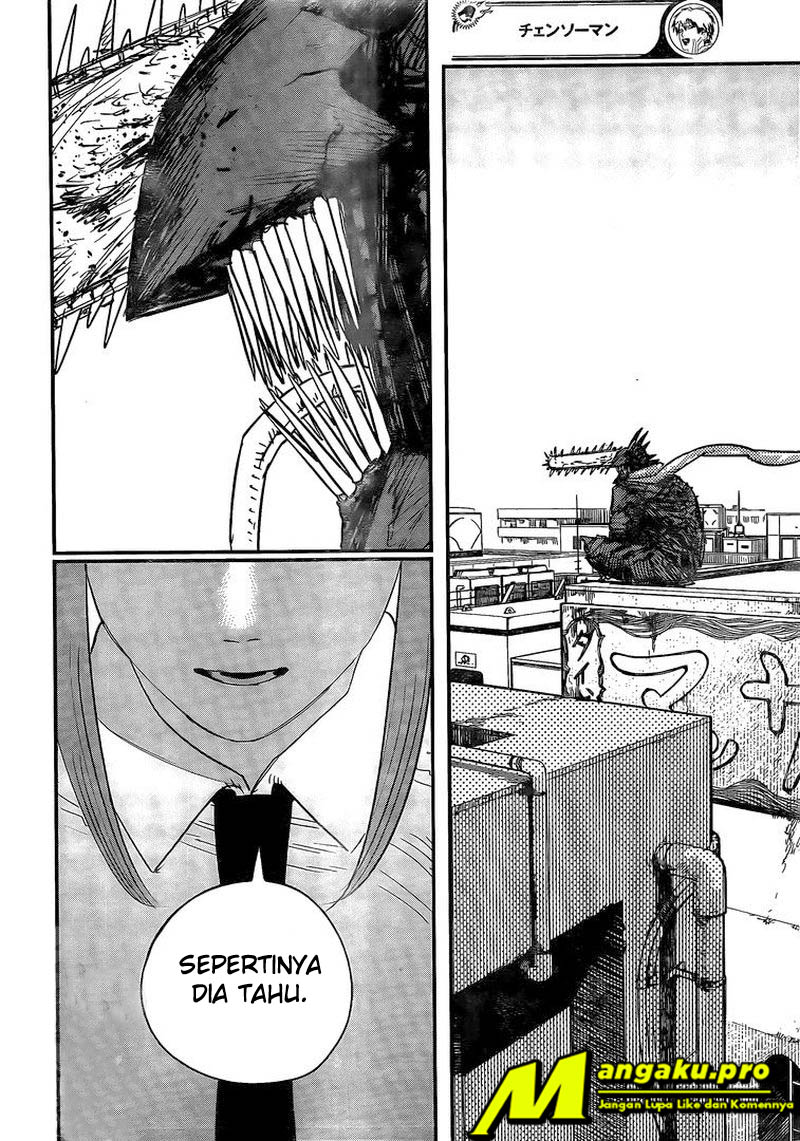 チェンソーマン
SEPERTINYA
DIA TAHU.
Mangaku.pro
Jangan Lupa Like dan Komennya